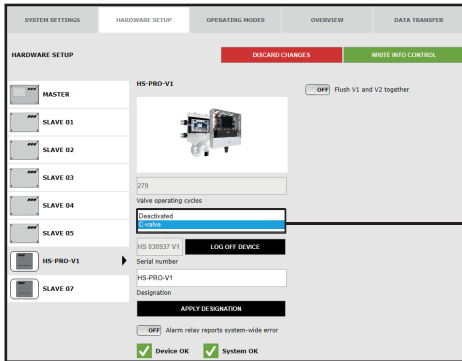 SYSTEM SETTINGS HARDWARE SETUP OPERATING MODES OVERVIEW DATA TRANSFER
HARDWARE SETUP DISCARD CHANGES WRITE INTO CONTROL
MASTER
SLAVE 01
SLAVE 02
SLAVE 03
SLAVE 04
SLAVE 05
HS-PRO-V1
SLAVE 07
HS-PRO-V1
279
Valve operating cycles
Deactivated
C-valve
HS 030937 V1 LOG OFF DEVICE
Serial number
HS-PRO-V1
Designation
APPLY DESIGNATION
OFF Alarm relay reports system-wide error
Device OK System OK
OFF Flush V1 and V2 together